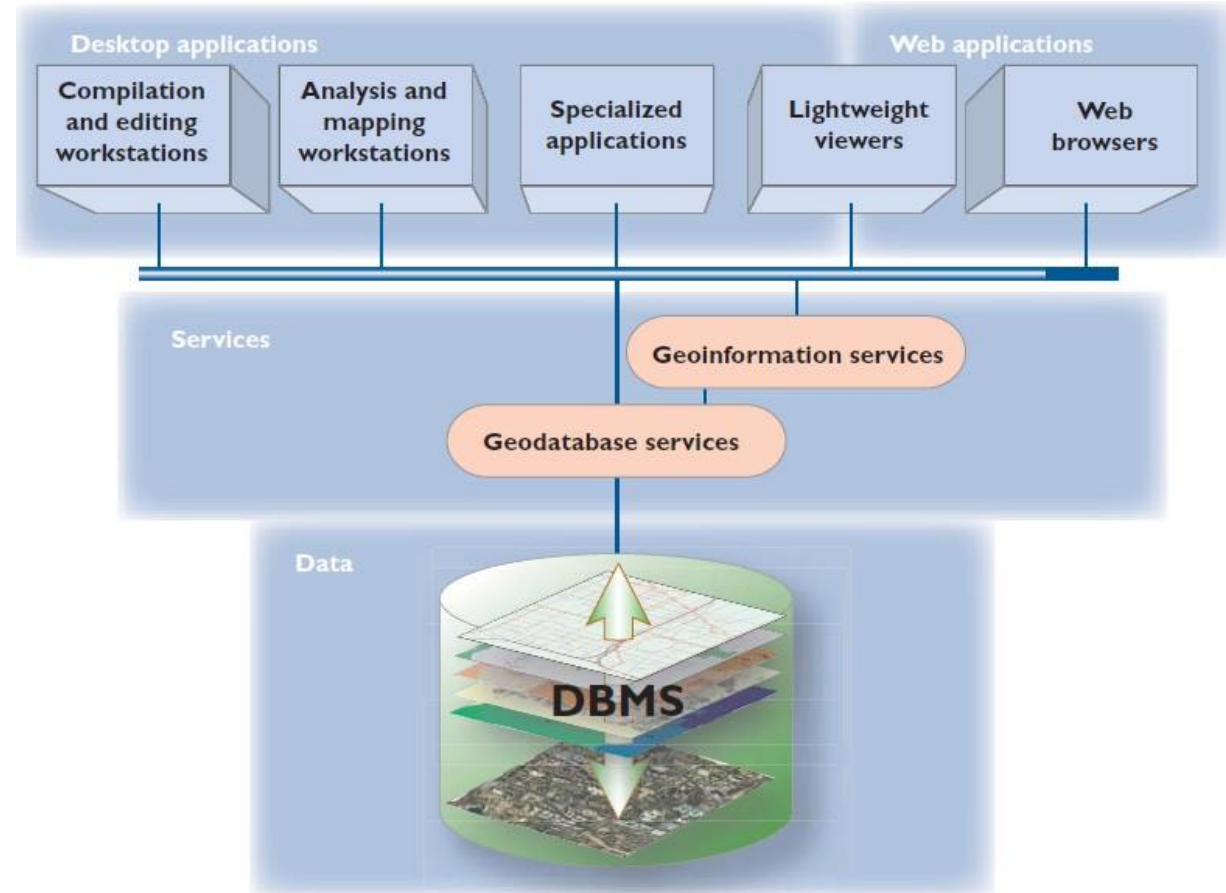 Desktop applications
Web applications
Compilation
and editing
workstations
Analysis and
mapping
workstations
Specialized
applications
Lightweight
viewers
Web
browsers
Services
Geoinformation services
Geodatabase services
Data
DBMS